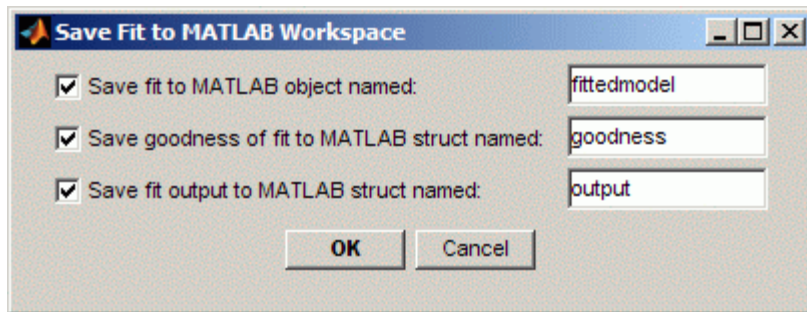 Save Fit to MATLAB Workspace
Save fit to MATLAB object named: fittedmodel
Save goodness of fit to MATLAB struct named: goodness
Save fit output to MATLAB struct named: output
OK Cancel